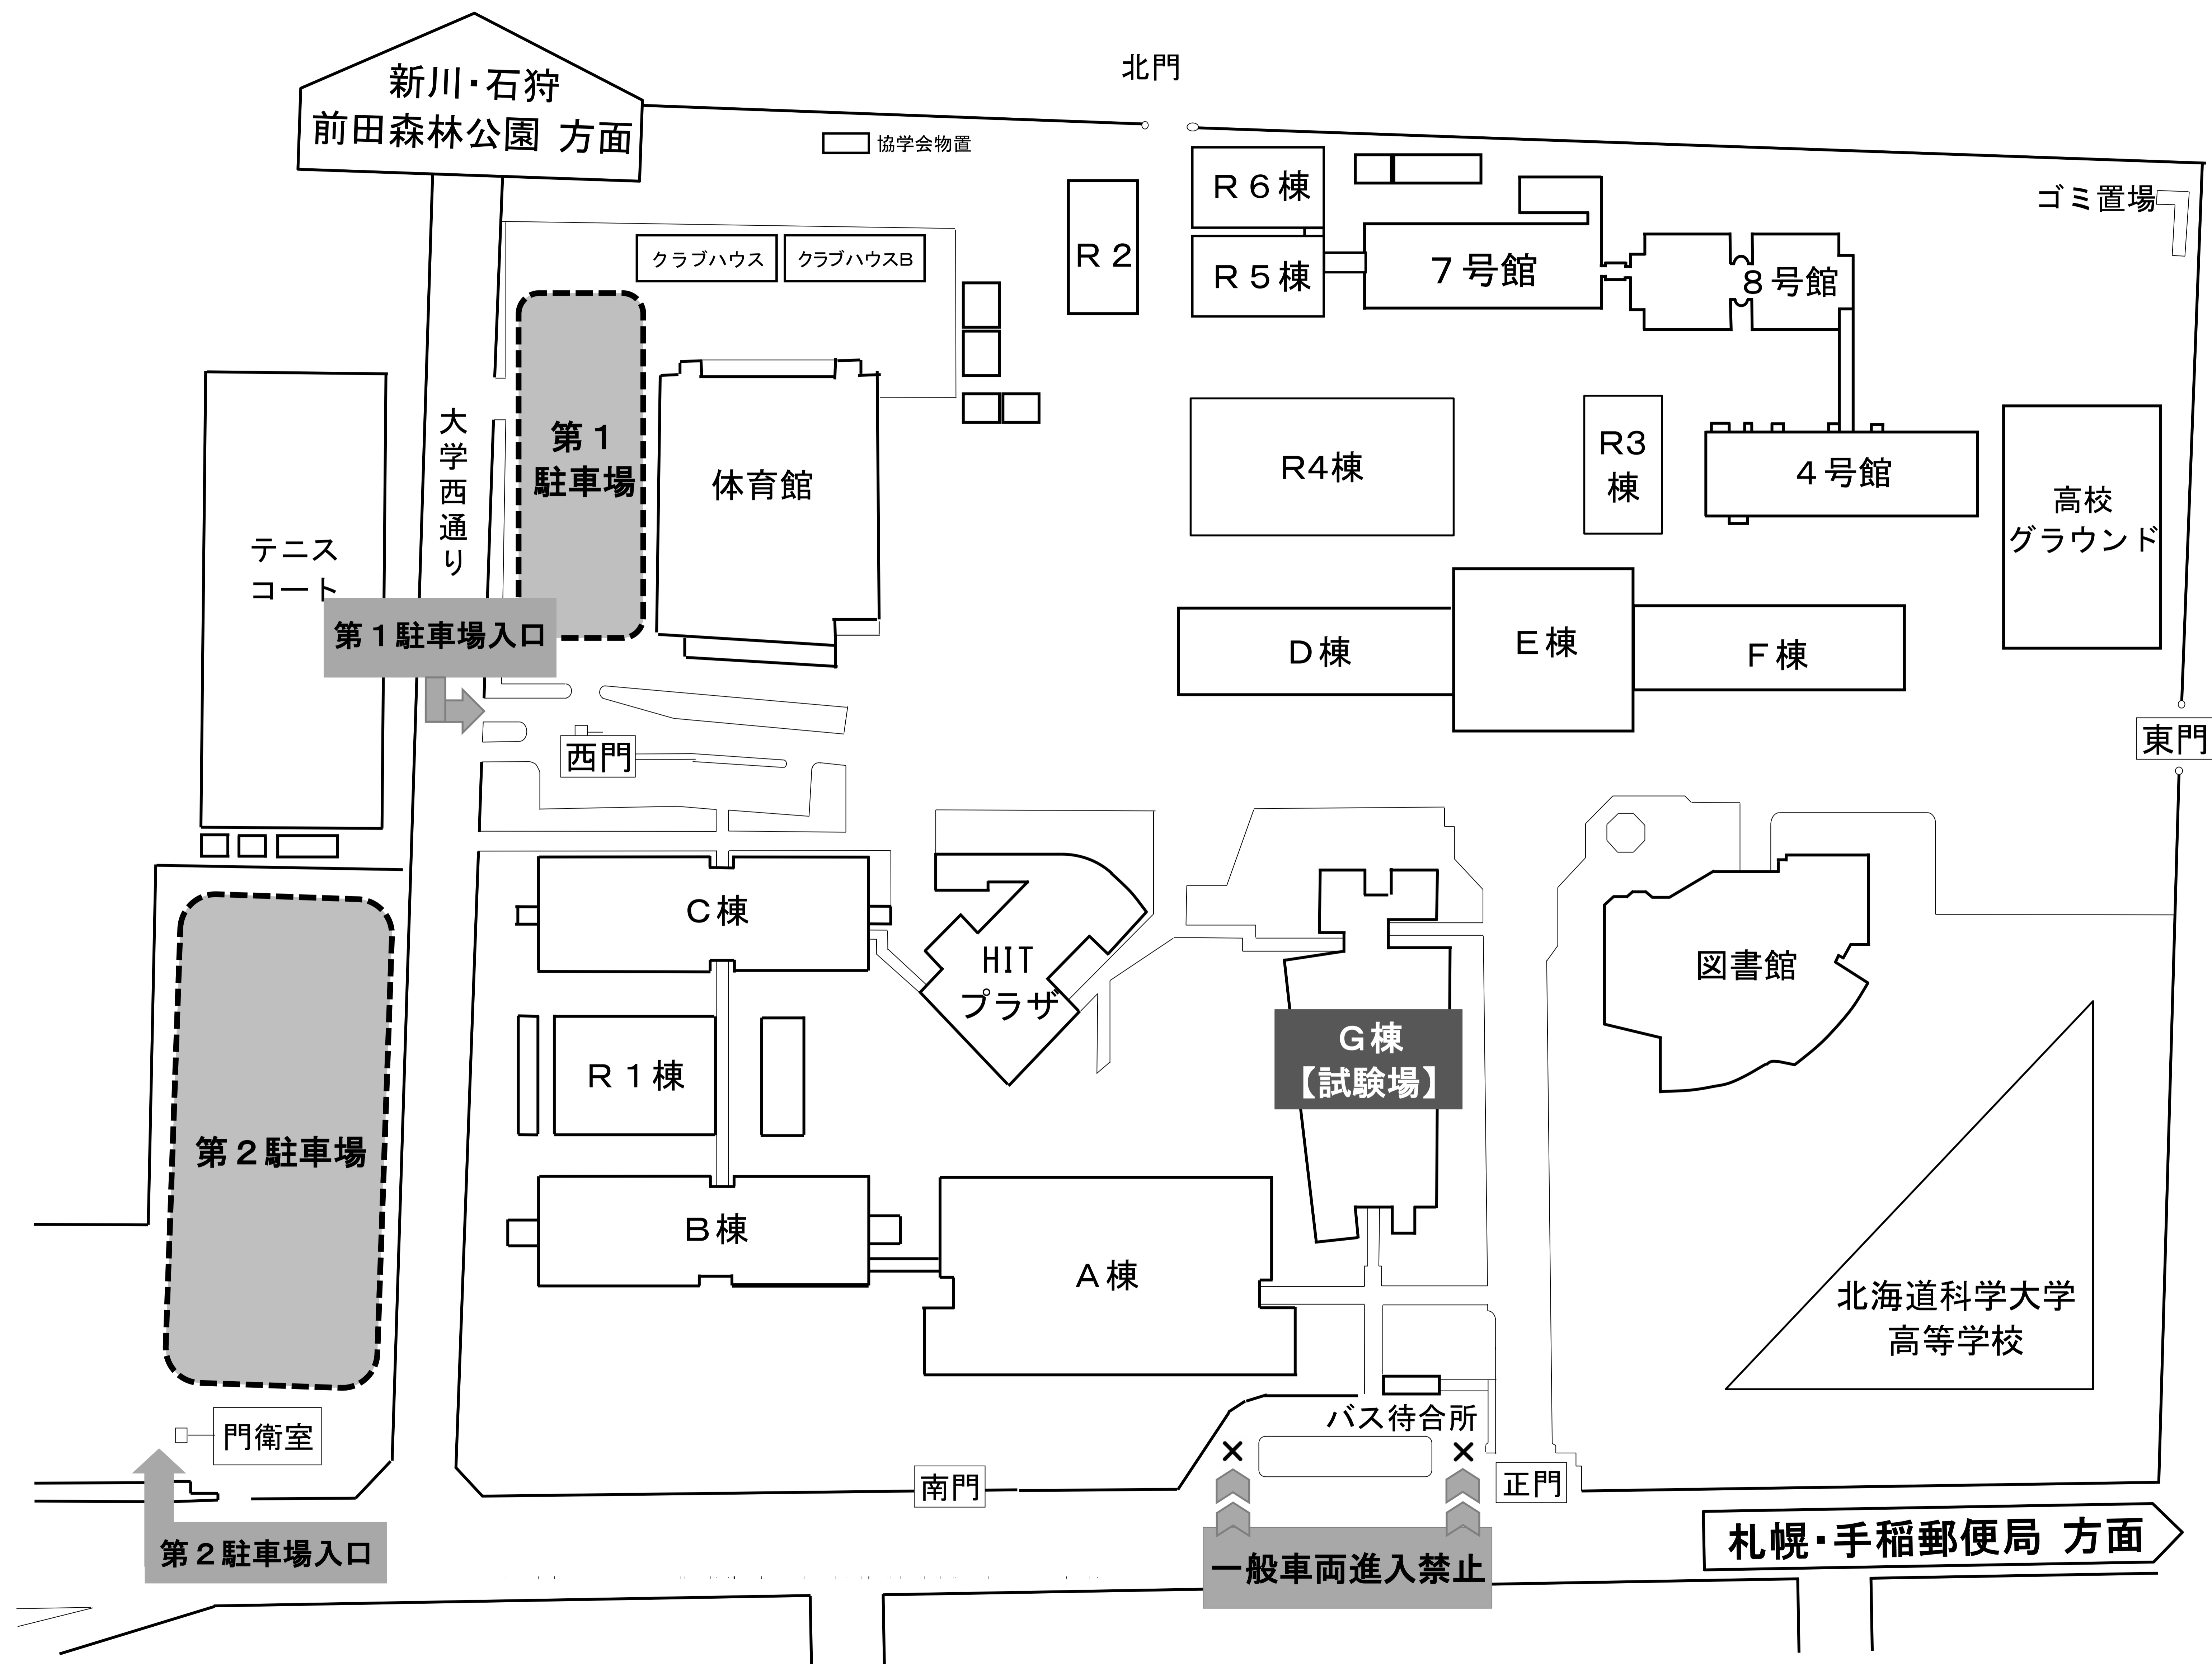 新川・石狩
前田森林公園 方面
北門
協学会物置
R６棟
ゴミ置場
クラブハウス
クラブハウスB
R２
R５棟
７号館
８号館
大学西通り
第１
駐車場
体育館
R4棟
R3
棟
４号館
高校
グラウンド
テニス
コート
第１駐車場入口
D棟
E棟
F棟
西門
東門
C棟
HIT
プラザ
図書館
G棟
【試験場】
R１棟
第２駐車場
B棟
A棟
北海道科学大学
高等学校
バス待合所
門衛室
×
×
南門
正門
第２駐車場入口
一般車両進入禁止
札幌・手稲郵便局 方面